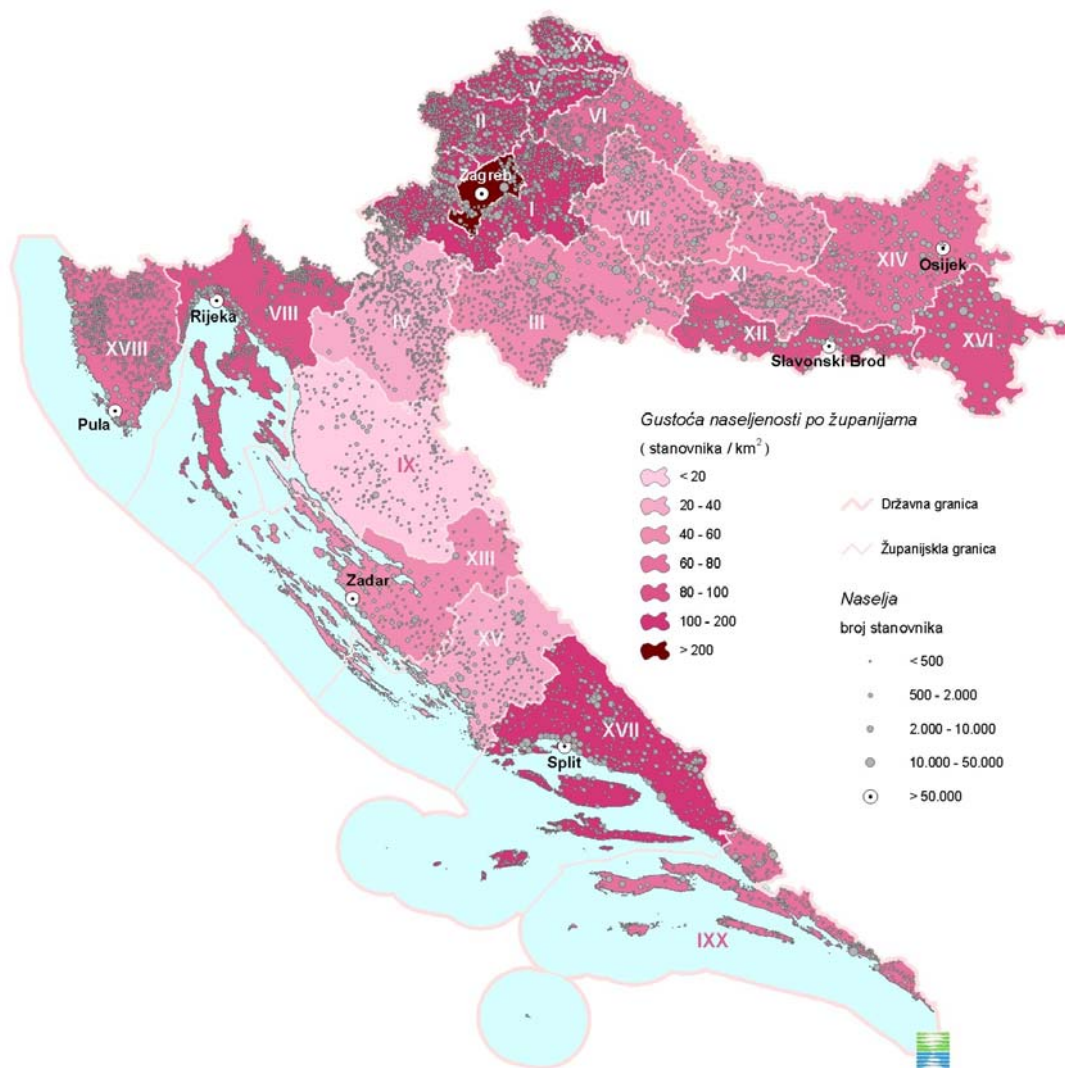 XX
V
II
VI
Zagreb
I
VII
X
XIV
Osijek
XI
III
XII
Slavonski Brod
XVI
Rijeka
VIII
IV
XVIII
Pula
IX
XIII
Zadar
XV
XVII
Split
IXX
Gustoća naseljenosti po županijama
( stanovnika / km²)
< 20
20 - 40
40 - 60
60 - 80
80 - 100
100 - 200
> 200
Državna granica
Županijskla granica
Naselja
broj stanovnika
< 500
500 - 2.000
2.000 - 10.000
10.000 - 50.000
> 50.000